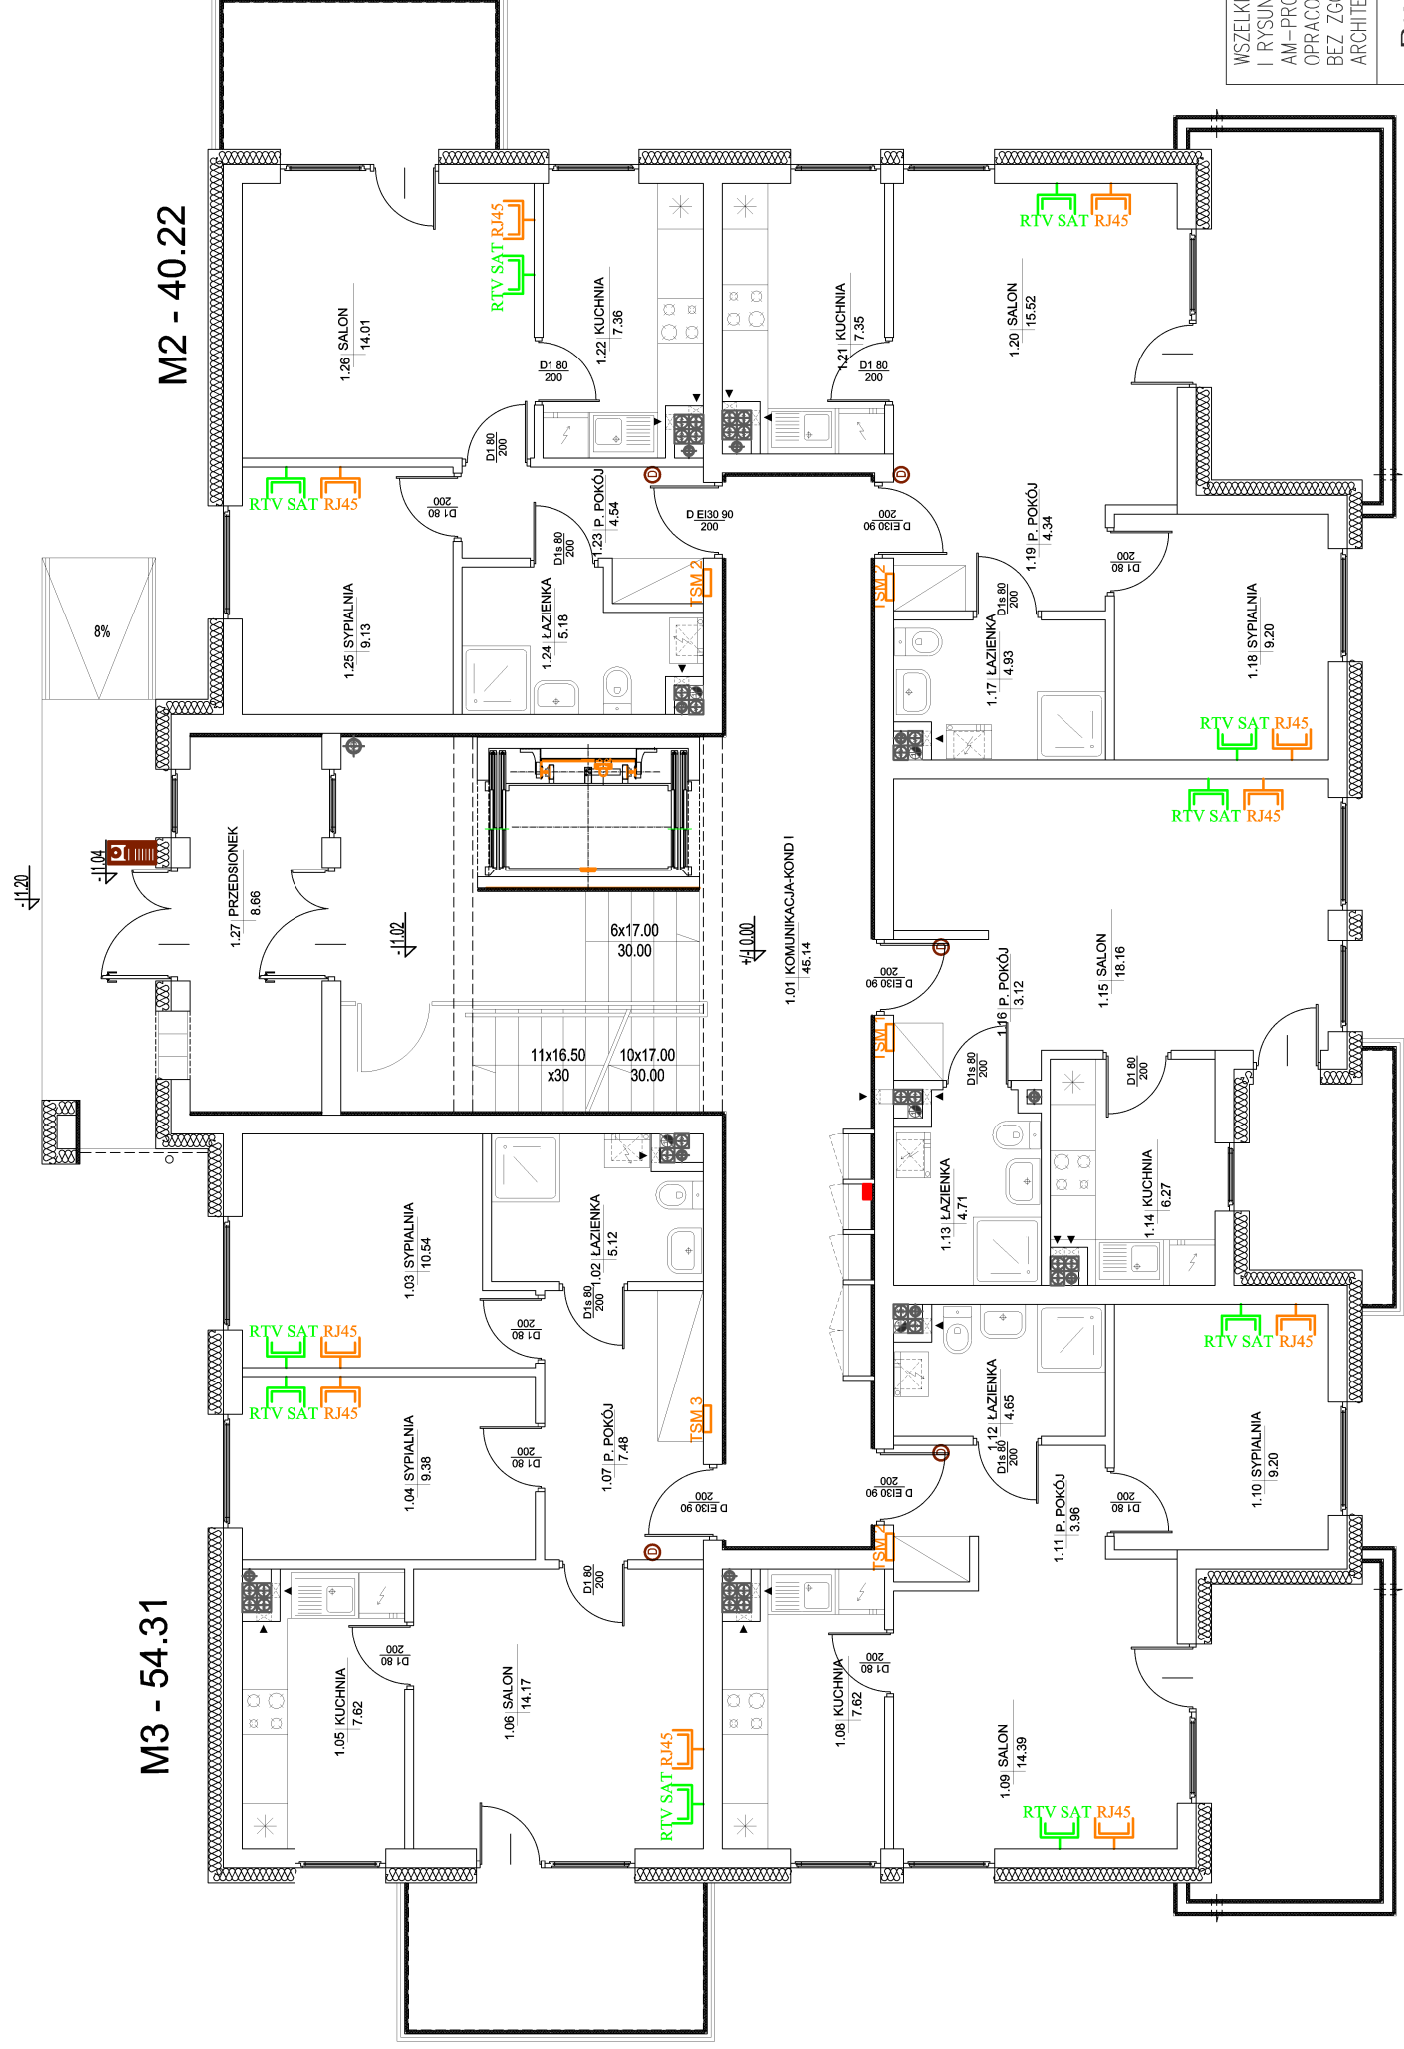 WSZELKI
I RYSUN
AM-PRO
OPRACO
BEZ ZGO
ARCHITE
M2 - 40.22
1.26 SALON
14.01
RTV SAT RJ45
1.22 KUCHNIA
7.36
D1 80
200
D1 80
200
1.21 KUCHNIA
7.35
D1 80
200
RTV SAT RJ45
1.20 SALON
15.52
RTV SAT RJ45
D1 80
200
1.23 P. POKÓJ
4.54
D
D EI30 90
200
D
D EI30 90
200
1.19 P. POKÓJ
4.34
D1 80
200
8%
1.25 SYPIALNIA
9.13
D1s 80
200
1.24 ŁAZIENKA
5.18
TSM 2
TSM 2
D1s 80
200
1.17 ŁAZIENKA
4.93
1.18 SYPIALNIA
9.20
RTV SAT RJ45
RTV SAT RJ45
-1.20
-1.04
1.27 PRZEDSIONEK
8.66
-1.02
6x17.00
30.00
+/- 0.00
1.01 KOMUNIKACJA-KOND I
45.14
D
D EI30 90
200
1.16 P. POKÓJ
3.12
1.15 SALON
18.16
11x16.50
x30
10x17.00
30.00
TSM 1
D1s 80
200
D1 80
200
1.03 SYPIALNIA
10.54
1.02 ŁAZIENKA
5.12
1.13 ŁAZIENKA
4.71
1.14 KUCHNIA
6.27
RTV SAT RJ45
D1 80
200
D1s 80
200
RTV SAT RJ45
RTV SAT RJ45
1.04 SYPIALNIA
9.38
D1 80
200
1.07 P. POKÓJ
7.48
TSM 3
D EI30 90
200
D
1.12 ŁAZIENKA
4.65
D1s 80
200
D
D EI30 90
200
TSM 2
1.11 P. POKÓJ
3.96
D1 80
200
1.10 SYPIALNIA
9.20
M3 - 54.31
1.05 KUCHNIA
7.62
D1 80
200
D1 80
200
1.06 SALON
14.17
RTV SAT RJ45
1.08 KUCHNIA
7.62
D1 80
200
1.09 SALON
14.39
RTV SAT RJ45